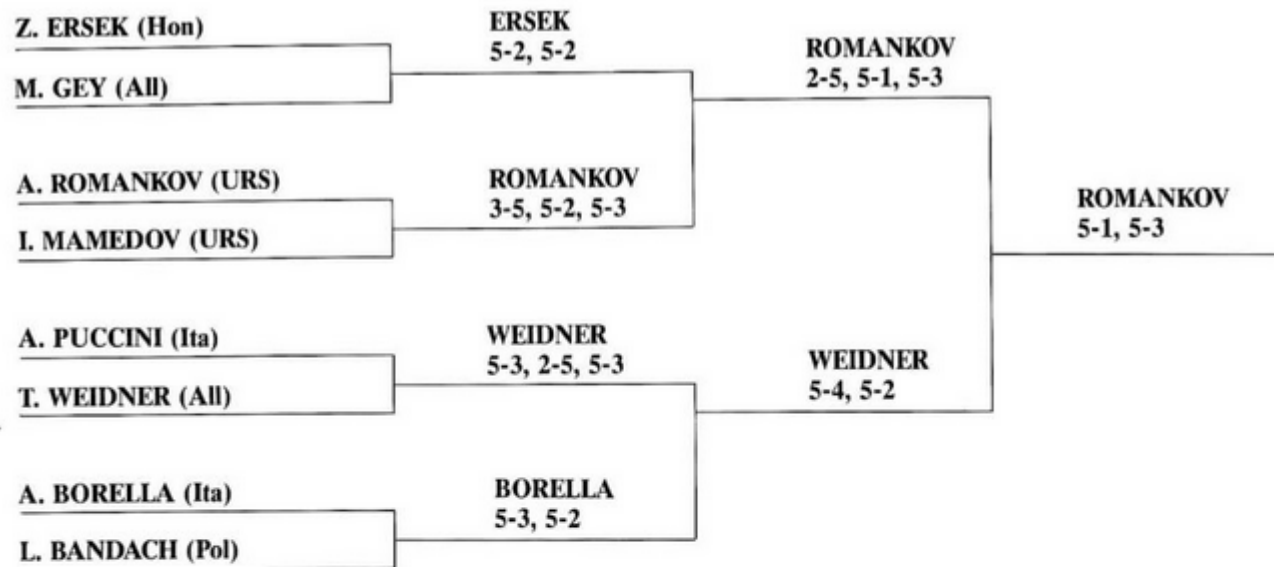 Z. ERSEK (Hon)
M. GEY (All)
A. ROMANKOV (URS)
I. MAMEDOV (URS)
A. PUCCINI (Ita)
T. WEIDNER (All)
A. BORELLA (Ita)
L. BANDACH (Pol)
ERSEK
5-2, 5-2
ROMANKOV
3-5, 5-2, 5-3
WEIDNER
5-3, 2-5, 5-3
BORELLA
5-3, 5-2
ROMANKOV
2-5, 5-1, 5-3
WEIDNER
5-4, 5-2
ROMANKOV
5-1, 5-3